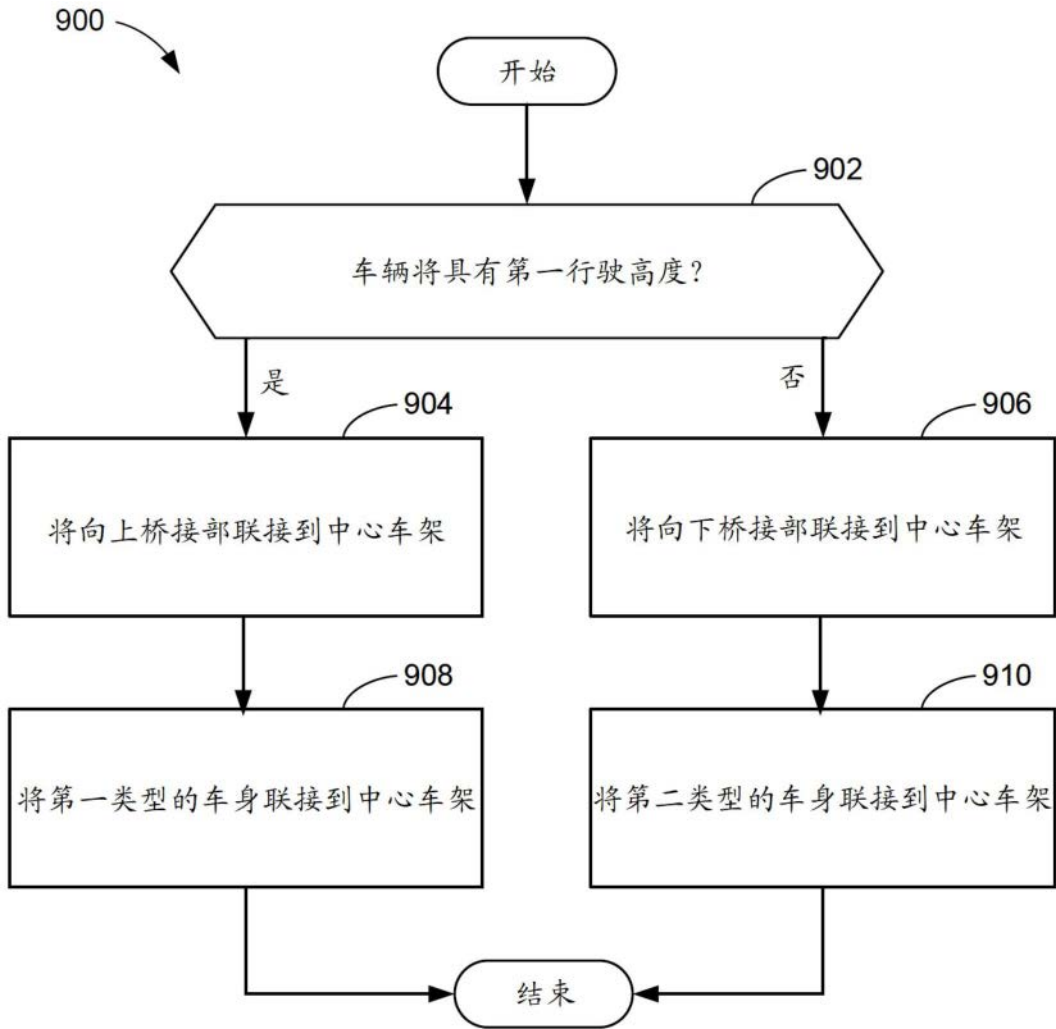 900
开始
902
车辆将具有第一行驶高度?
是
否
904
906
将向上桥接部联接到中心车架
将向下桥接部联接到中心车架
908
910
将第一类型的车身联接到中心车架
将第二类型的车身联接到中心车架
结束